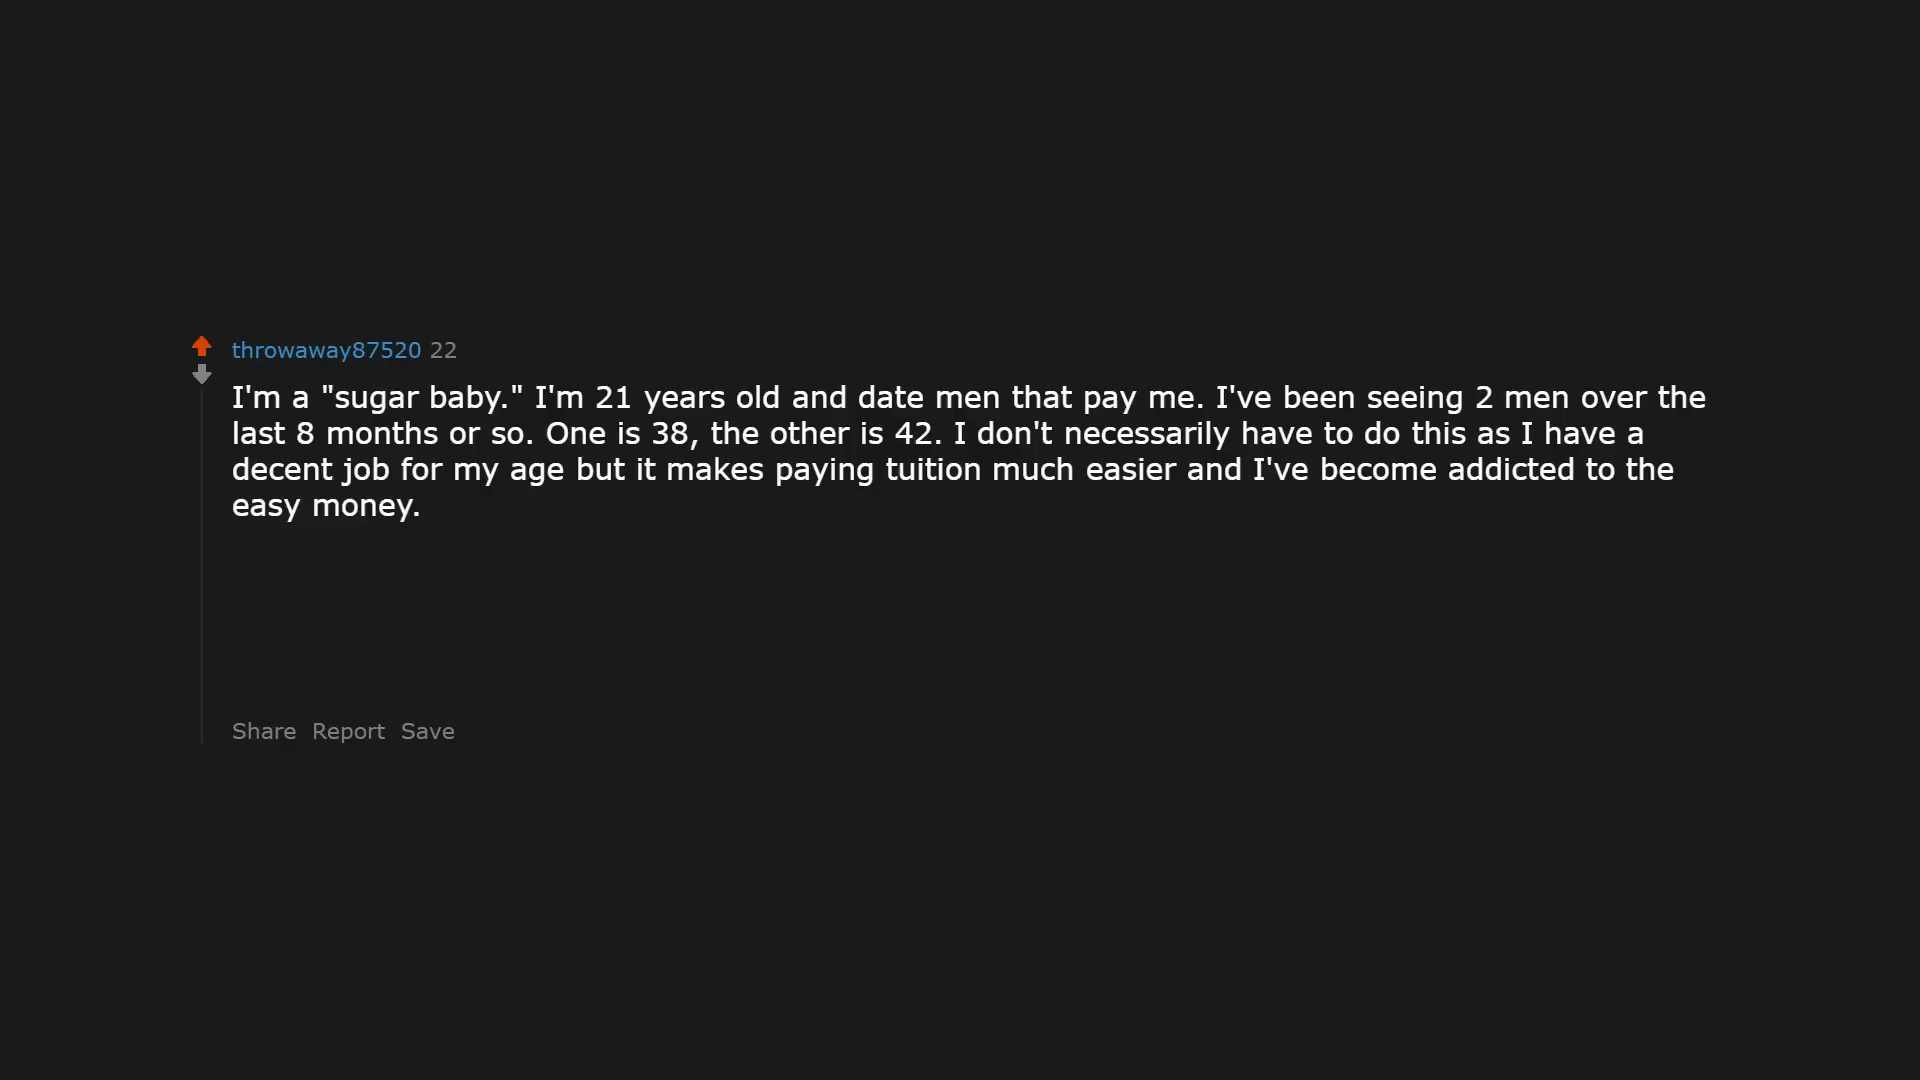 throwaway87520 22
I'm a "sugar baby." I'm 21 years old and date men that pay me. I've been seeing 2 men over the
last 8 months or so. One is 38, the other is 42. I don't necessarily have to do this as I have a
decent job for my age but it makes paying tuition much easier and I've become addicted to the
easy money.
Share Report Save